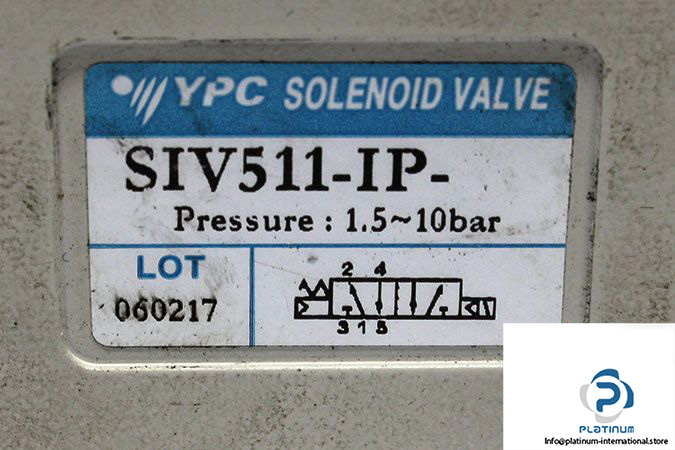 YPC SOLENOID VALVE
SIV511-IP-
Pressure : 1.5~10bar
LOT
060217
2 4
3 1 5
PLATINUM
Info@platinum-international.store